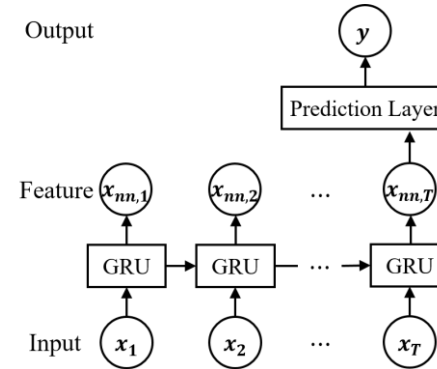 Output y
Prediction Layer
Feature x_{nn,1} x_{nn,2} ... x_{nn,T}
GRU GRU ... GRU
Input x_1 x_2 ... x_T